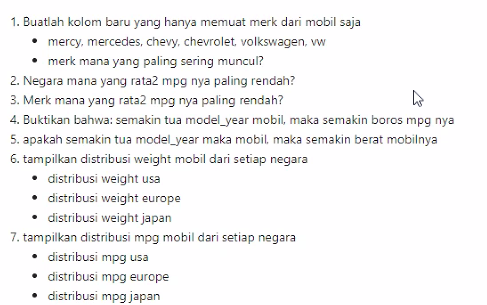 1. Buatlah kolom baru yang hanya memuat merk dari mobil saja
• mercy, mercedes, chevy, chevrolet, volkswagen, vw
• merk mana yang paling sering muncul?
2. Negara mana yang rata2 mpg nya paling rendah?
3. Merk mana yang rata2 mpg nya paling rendah?
4. Buktikan bahwa: semakin tua model_year mobil, maka semakin boros mpg nya
5. apakah semakin tua model_year maka mobil, maka semakin berat mobilnya
6. tampilkan distribusi weight mobil dari setiap negara
• distribusi weight usa
• distribusi weight europe
• distribusi weight japan
7. tampilkan distribusi mpg mobil dari setiap negara
• distribusi mpg usa
• distribusi mpg europe
• distribusi mpg japan